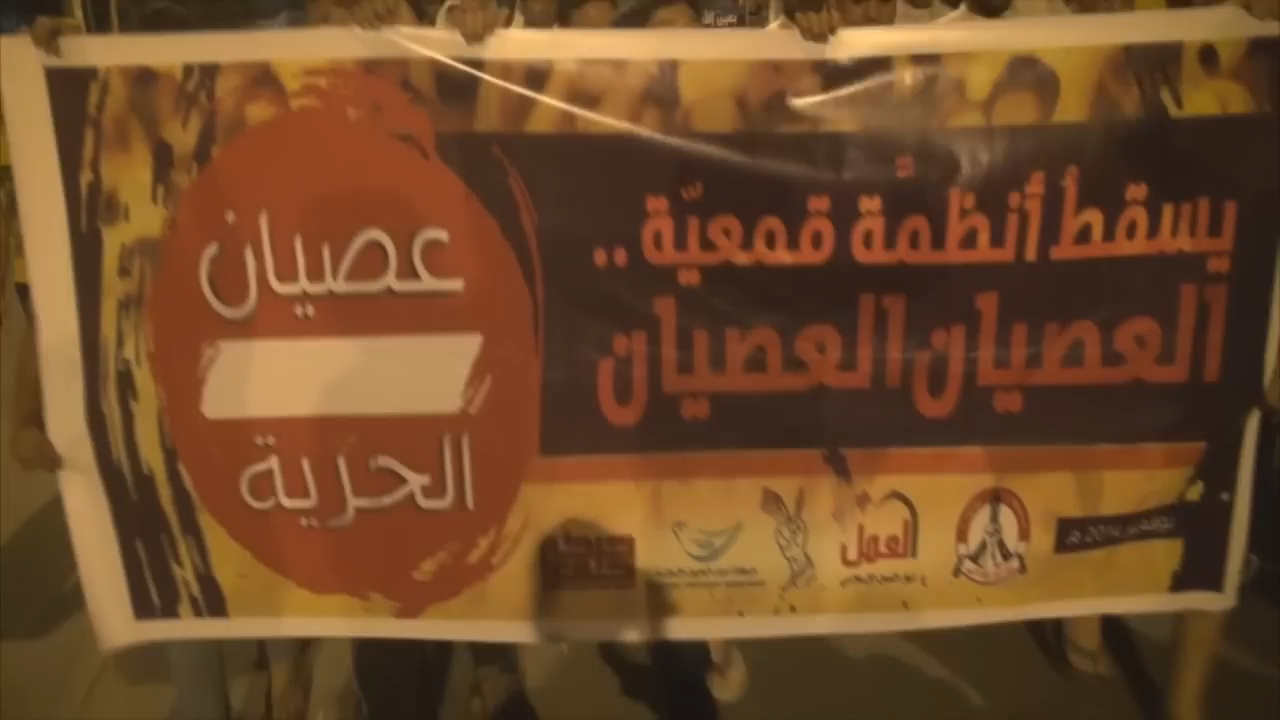 يسقطُ أنظمةً قمعيّة ..
العصيان العصيان
عصيان
الحرية
العمل